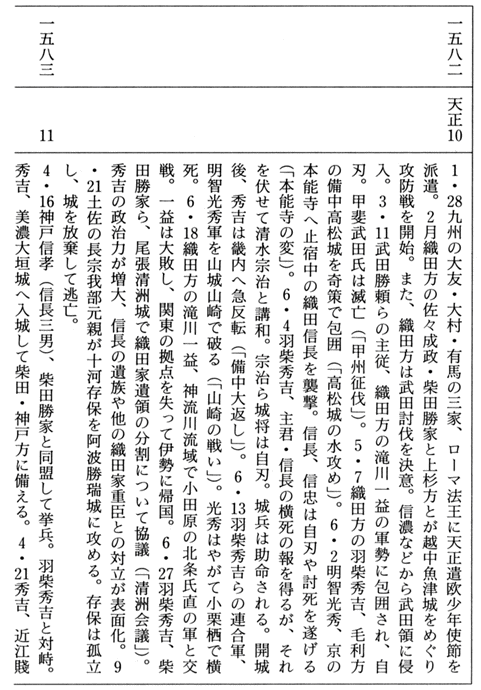 一五八二
天正10
1・28九州の大友・大村・有馬の三家、ローマ法王に天正遣欧少年使節を
派遣。2月織田方の佐々成政・柴田勝家と上杉方とが越中魚津城をめぐり
攻防戦を開始。また、織田方は武田討伐を決意。信濃などから武田領に侵
入。3・11武田勝頼らの主従、織田方の滝川一益の軍勢に包囲され、自
刃。甲斐武田氏は滅亡（「甲州征伐」）。5・7織田方の羽柴秀吉、毛利方
の備中高松城を奇策で包囲（「高松城の水攻め」）。6・2明智光秀、京の
本能寺へ止宿中の織田信長を襲撃。信長、信忠は自刃や討死を遂げる
（「本能寺の変」）。6・4羽柴秀吉、主君・信長の横死の報を得るが、それ
を伏せて清水宗治と講和。宗治ら城将は自刃。城兵は助命される。開城
後、秀吉は畿内へ急反転（「備中大返し」）。6・13羽柴秀吉らの連合軍、
明智光秀軍を山城山崎で破る（「山崎の戦い」）。光秀はやがて小栗栖で横
死。6・18織田方の滝川一益、神流川流域で小田原の北条氏直の軍と交
戦。一益は大敗し、関東の拠点を失って伊勢に帰国。6・27羽柴秀吉、柴
田勝家ら、尾張清洲城で織田家遺領の分割について協議（「清洲会議」）。
秀吉の政治力が増大、信長の遺族や他の織田家重臣との対立が表面化。9
・21土佐の長宗我部元親が十河存保を阿波勝瑞城に攻める。存保は孤立
し、城を放棄して逃亡。
一五八三
11
4・16神戸信孝（信長三男）、柴田勝家と同盟して挙兵。羽柴秀吉と対峙。
秀吉、美濃大垣城へ入城して柴田・神戸方に備える。4・21秀吉、近江賤